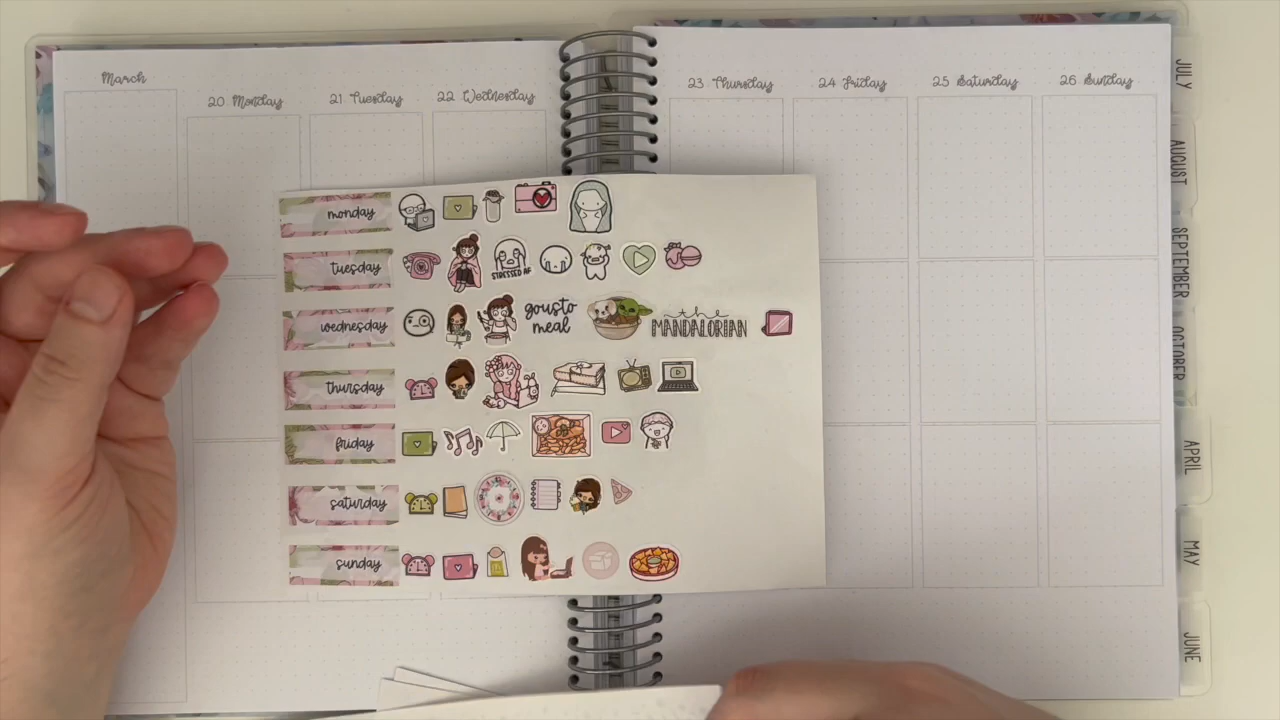 March
20 Monday
21 Tuesday
22 Wednesday
23 Thursday
24 Friday
25 Saturday
26 Sunday
JULY
AUGUST
SEPTEMBER
OCTOBER
APRIL
MAY
JUNE
monday
tuesday
STRESSED AF
wednesday
gousto
meal
the
MANDALORIAN
thursday
friday
saturday
sunday